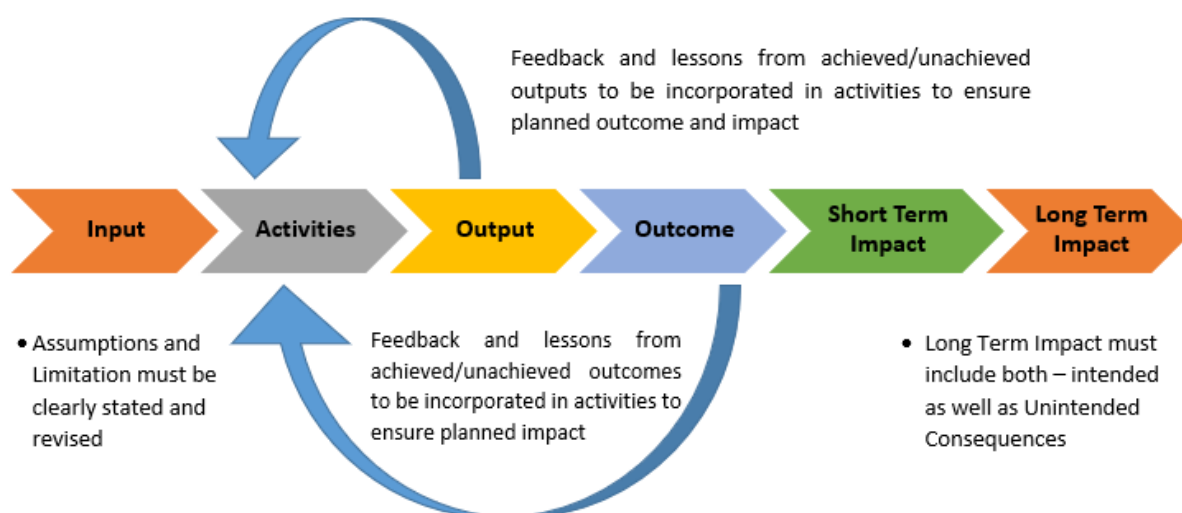 Feedback and lessons from achieved/unachieved
outputs to be incorporated in activities to ensure
planned outcome and impact
Input
Activities
Output
Outcome
Short Term
Impact
Long Term
Impact
• Assumptions and
Limitation must be
clearly stated and
revised
Feedback and lessons from
achieved/unachieved outcomes
to be incorporated in activities to
ensure planned impact
• Long Term Impact must
include both – intended
as well as Unintended
Consequences